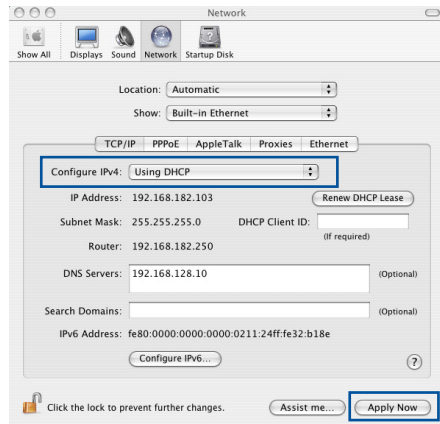 Network
Show All Displays Sound Network Startup Disk
Location: Automatic
Show: Built-in Ethernet
TCP/IP PPPoE AppleTalk Proxies Ethernet
Configure IPv4: Using DHCP
IP Address: 192.168.182.103 Renew DHCP Lease
Subnet Mask: 255.255.255.0 DHCP Client ID:
(If required)
Router: 192.168.182.250
DNS Servers: 192.168.128.10 (Optional)
Search Domains: (Optional)
IPv6 Address: fe80:0000:0000:0000:0211:24ff:fe32:b18e
Configure IPv6... ?
Click the lock to prevent further changes. Assist me... Apply Now